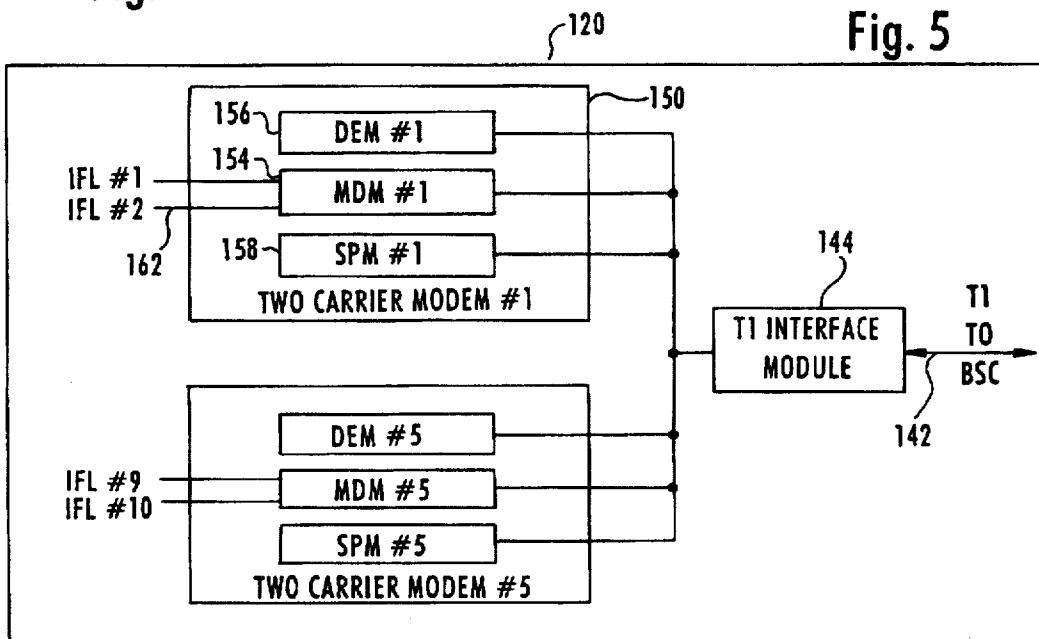 120
Fig. 5
150
156
DEM #1
154
IFL #1
MDM #1
IFL #2
162
158
SPM #1
TWO CARRIER MODEM #1
144
T1 INTERFACE
MODULE
T1
TO
BSC
142
DEM #5
IFL #9
MDM #5
IFL #10
SPM #5
TWO CARRIER MODEM #5